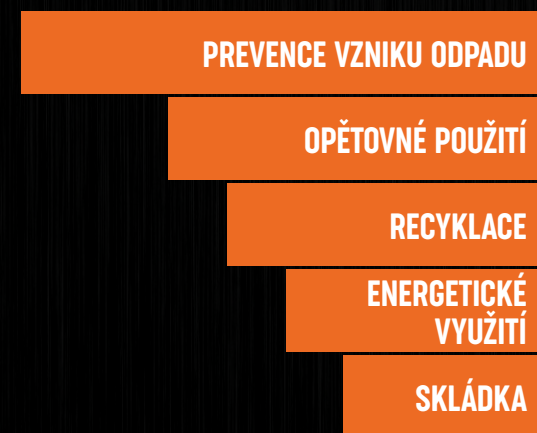 PREVENCE VZNIKU ODPADU
OPĚTOVNÉ POUŽITÍ
RECYKLACE
ENERGETICKÉ
VYUŽITÍ
SKLÁDKA